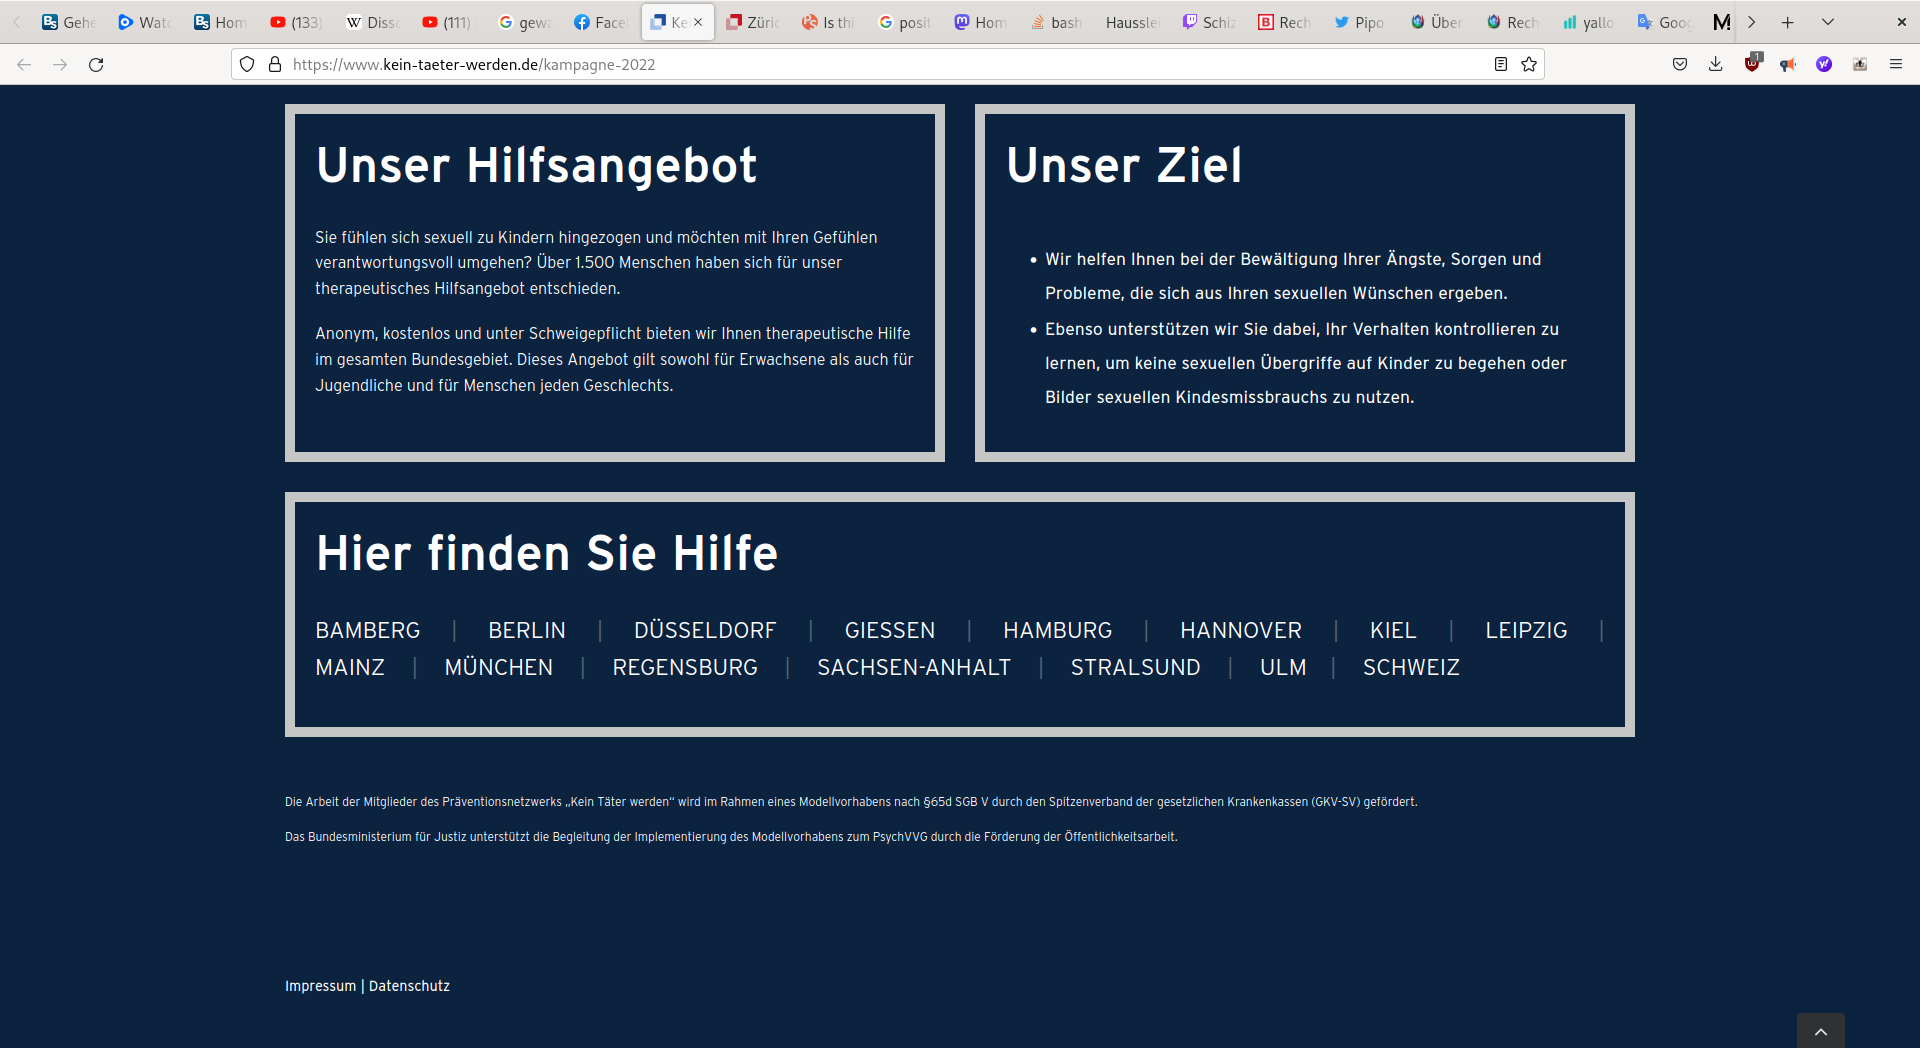 Gehe
Watc
Hom
(133)
Disso
(111)
gewa
Facel
Kei
Züric
Is thi
posit
Hom
bash
Haussle
Schiz
Rech
Pipo
Über
Rech
yallo
Goog
https://www.kein-taeter-werden.de/kampagne-2022
1
Unser Hilfsangebot
Sie fühlen sich sexuell zu Kindern hingezogen und möchten mit Ihren Gefühlen
verantwortungsvoll umgehen? Über 1.500 Menschen haben sich für unser
therapeutisches Hilfsangebot entschieden.
Anonym, kostenlos und unter Schweigepflicht bieten wir Ihnen therapeutische Hilfe
im gesamten Bundesgebiet. Dieses Angebot gilt sowohl für Erwachsene als auch für
Jugendliche und für Menschen jeden Geschlechts.
Unser Ziel
• Wir helfen Ihnen bei der Bewältigung Ihrer Ängste, Sorgen und
Probleme, die sich aus Ihren sexuellen Wünschen ergeben.
• Ebenso unterstützen wir Sie dabei, Ihr Verhalten kontrollieren zu
lernen, um keine sexuellen Übergriffe auf Kinder zu begehen oder
Bilder sexuellen Kindesmissbrauchs zu nutzen.
Hier finden Sie Hilfe
BAMBERG | BERLIN | DÜSSELDORF | GIESSEN | HAMBURG | HANNOVER | KIEL | LEIPZIG |
MAINZ | MÜNCHEN | REGENSBURG | SACHSEN-ANHALT | STRALSUND | ULM | SCHWEIZ
Die Arbeit der Mitglieder des Präventionsnetzwerks „Kein Täter werden“ wird im Rahmen eines Modellvorhabens nach §65d SGB V durch den Spitzenverband der gesetzlichen Krankenkassen (GKV-SV) gefördert.
Das Bundesministerium für Justiz unterstützt die Begleitung der Implementierung des Modellvorhabens zum PsychVVG durch die Förderung der Öffentlichkeitsarbeit.
Impressum | Datenschutz